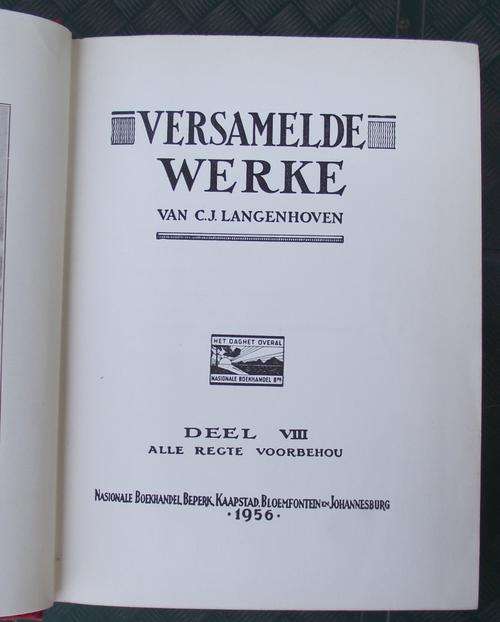 VERSAMELDE
WERKE
VAN C.J. LANGENHOVEN
HET DAGHET OVERAL
NASIONALE BOEKHANDEL BPK
DEEL VIII
ALLE REGTE VOORBEHOU
NASIONALE BOEKHANDEL, BEPERK, KAAPSTAD, BLOEMFONTEIN EN JOHANNESBURG
·1956·